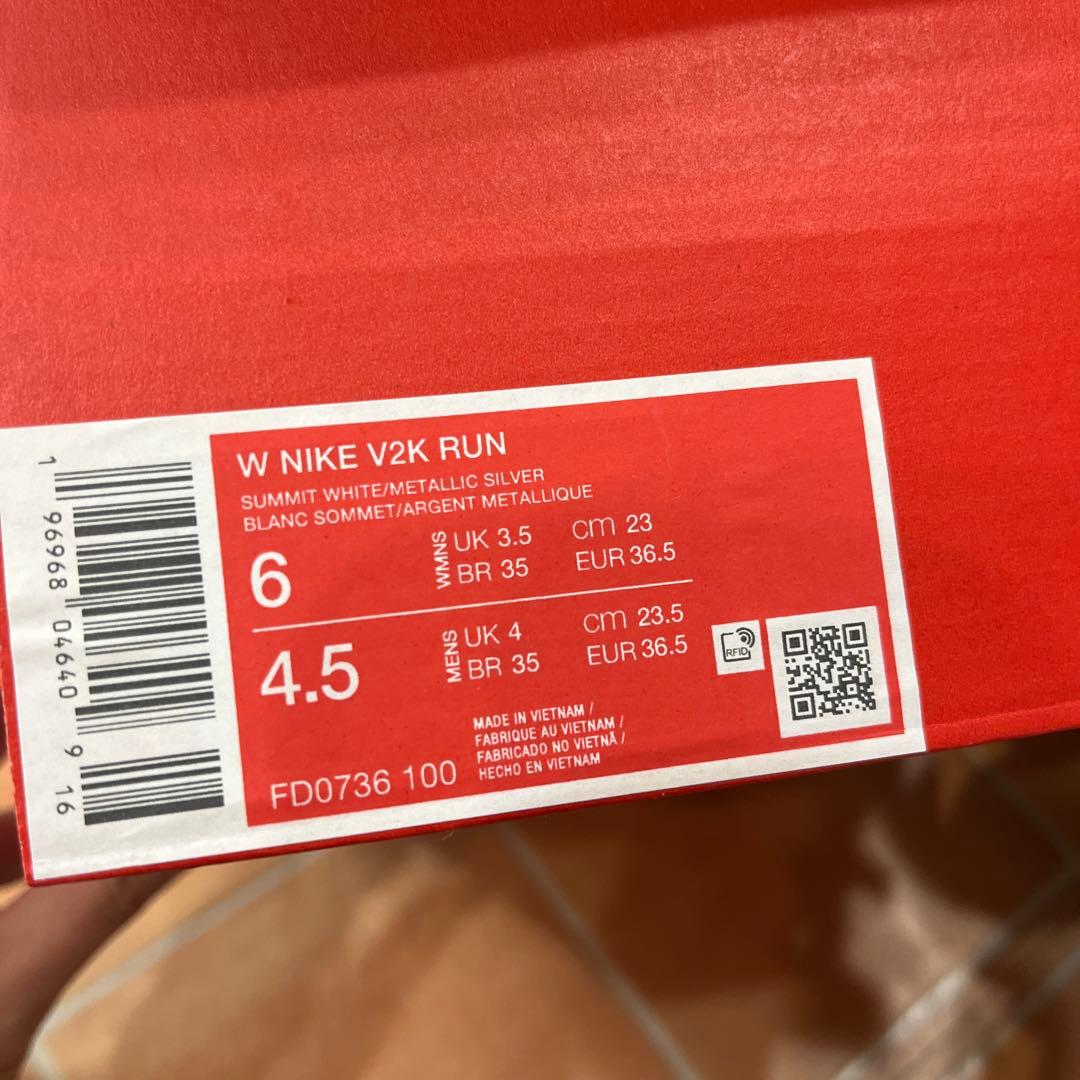 W NIKE V2K RUN
SUMMIT WHITE/METALLIC SILVER
BLANC SOMMET/ARGENT METALLIQUE
6
WMNS
UK 3.5 cm 23
BR 35 EUR 36.5
4.5
MENS
UK 4 cm 23.5
BR 35 EUR 36.5
RFID
MADE IN VIETNAM /
FABRIQUE AU VIETNAM /
FABRICADO NO VIETNÃ /
HECHO EN VIETNAM
FD0736 100
1 96968 04640 9 16